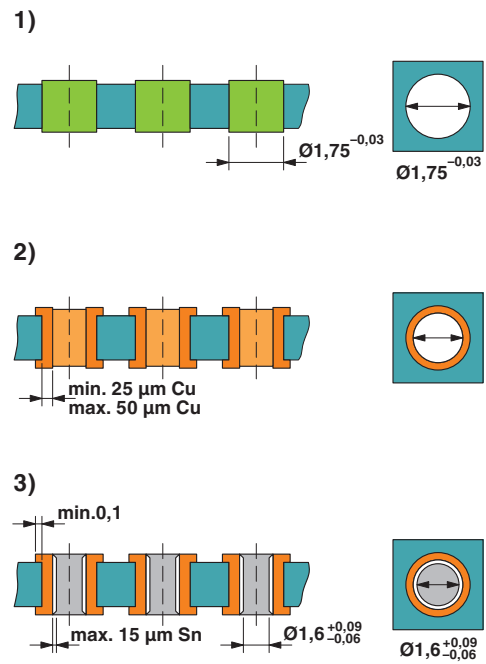 1)
Ø1,75 –0,03
Ø1,75 –0,03
2)
min. 25 µm Cu
max. 50 µm Cu
3)
min.0,1
max. 15 µm Sn
Ø1,6 +0,09 –0,06
Ø1,6 +0,09 –0,06